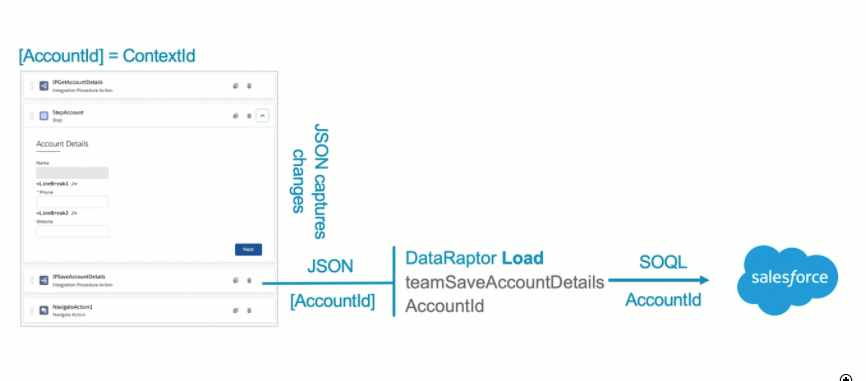 [AccountId] = ContextId
IPGetAccountDetails
Integration Procedure Action
StepAccount
Step
Account Details
Name
<LineBreak1 />
*Phone
<LineBreak2 />
Website
Next
IPSaveAccountDetails
Integration Procedure Action
NavigateAction1
Navigate Action
JSON captures
changes
JSON
[AccountId]
DataRaptor Load
teamSaveAccountDetails
AccountId
SOQL
AccountId
salesforce